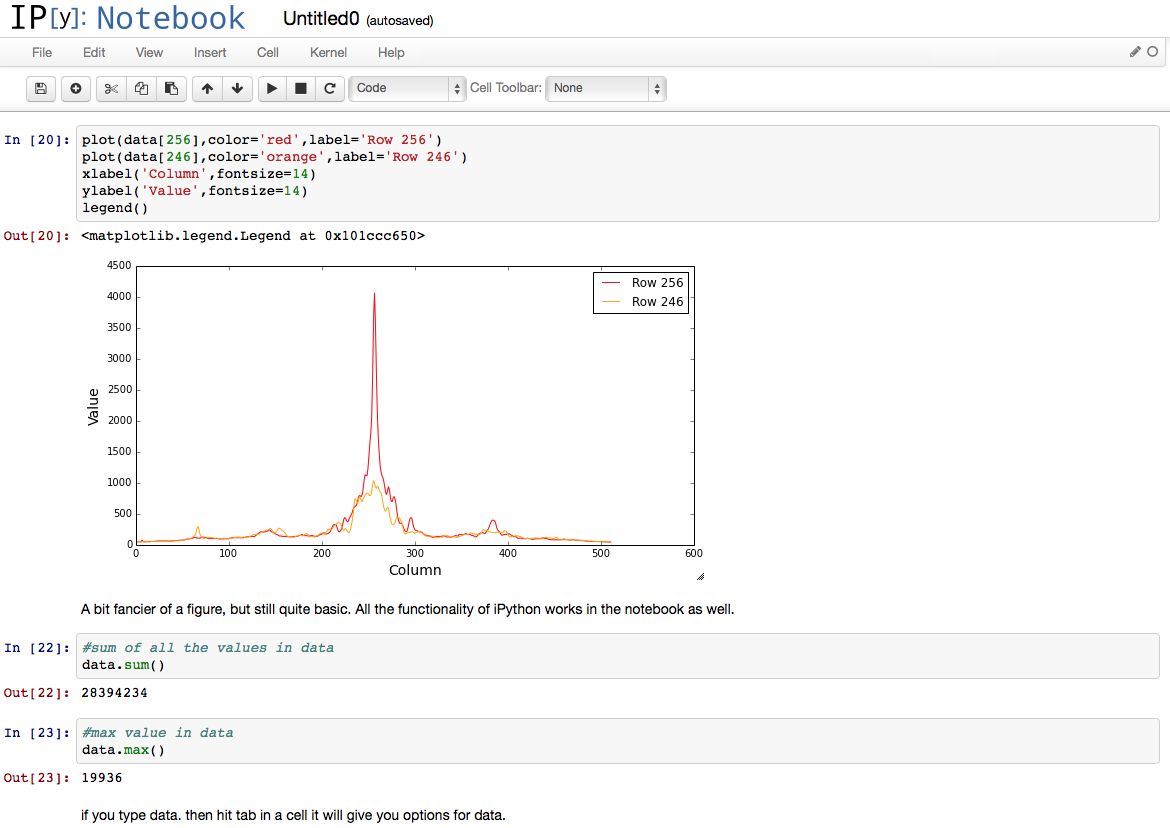 IP[y]: Notebook Untitled0 (autosaved)
File Edit View Insert Cell Kernel Help
Code Cell Toolbar: None
In [20]: plot(data[256],color='red',label='Row 256')
plot(data[246],color='orange',label='Row 246')
xlabel('Column',fontsize=14)
ylabel('Value',fontsize=14)
legend()
Out[20]: <matplotlib.legend.Legend at 0x101ccc650>
4500
4000
3500
3000
2500
2000
1500
1000
500
0
Value
Row 256
Row 246
0 100 200 300 400 500 600
Column
A bit fancier of a figure, but still quite basic. All the functionality of iPython works in the notebook as well.
In [22]: #sum of all the values in data
data.sum()
Out[22]: 28394234
In [23]: #max value in data
data.max()
Out[23]: 19936
if you type data. then hit tab in a cell it will give you options for data.